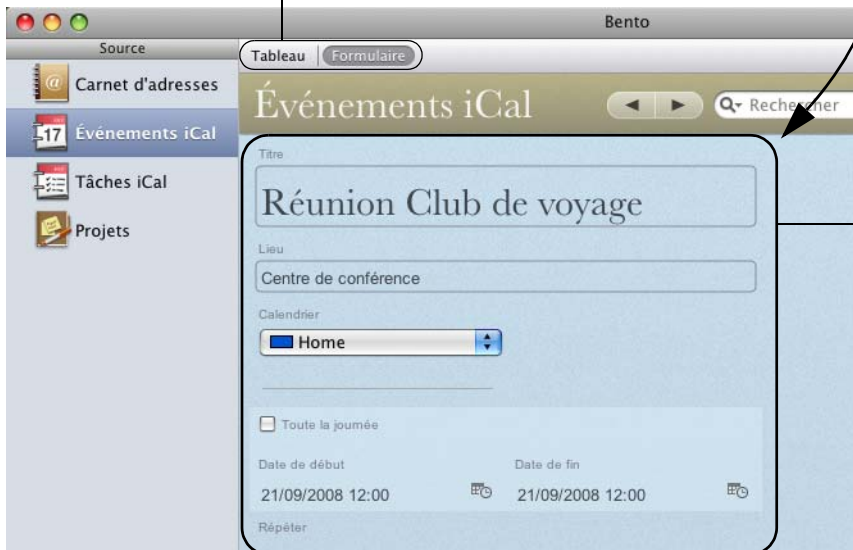 Bento
Source
Carnet d'adresses
17 Événements iCal
Tâches iCal
Projets
Tableau Formulaire
Événements iCal
Rechercher
Titre
Réunion Club de voyage
Lieu
Centre de conférence
Calendrier
Home
Toute la journée
Date de début Date de fin
21/09/2008 12:00 21/09/2008 12:00
Répéter